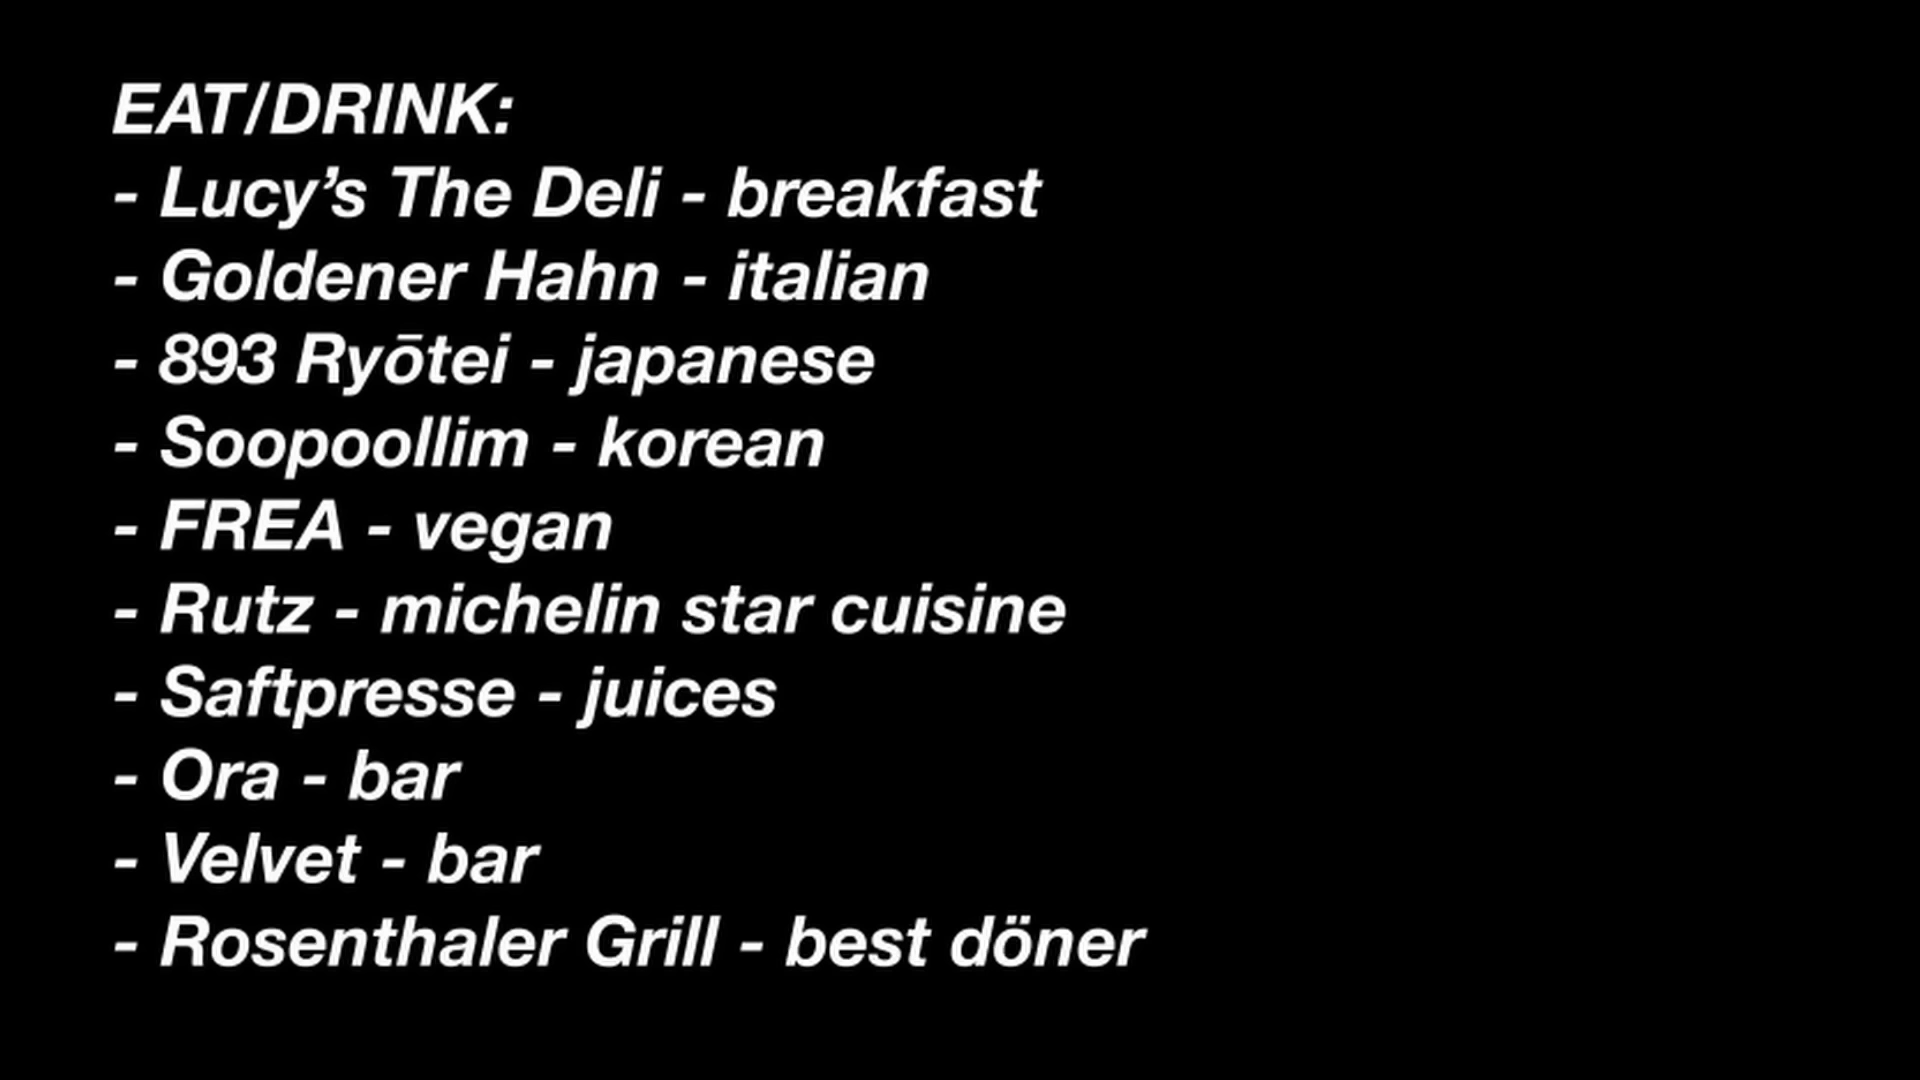 EAT/DRINK:
- Lucy’s The Deli - breakfast
- Goldener Hahn - italian
- 893 Ryōtei - japanese
- Soopoollim - korean
- FREA - vegan
- Rutz - michelin star cuisine
- Saftpresse - juices
- Ora - bar
- Velvet - bar
- Rosenthaler Grill - best döner